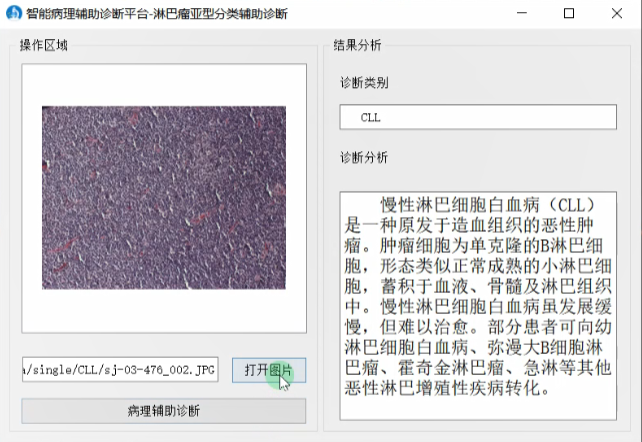 智能病理辅助诊断平台-淋巴瘤亚型分类辅助诊断
操作区域
/single/CLL/sj-03-476_002.JPG
打开图片
病理辅助诊断
结果分析
诊断类别
CLL
诊断分析
慢性淋巴细胞白血病（CLL）
是一种原发于造血组织的恶性肿
瘤。肿瘤细胞为单克隆的B淋巴细
胞，形态类似正常成熟的小淋巴细
胞，蓄积于血液、骨髓及淋巴组织
中。慢性淋巴细胞白血病虽发展缓
慢，但难以治愈。部分患者可向幼
淋巴细胞白血病、弥漫大B细胞淋
巴瘤、霍奇金淋巴瘤、急淋等其他
恶性淋巴增殖性疾病转化。